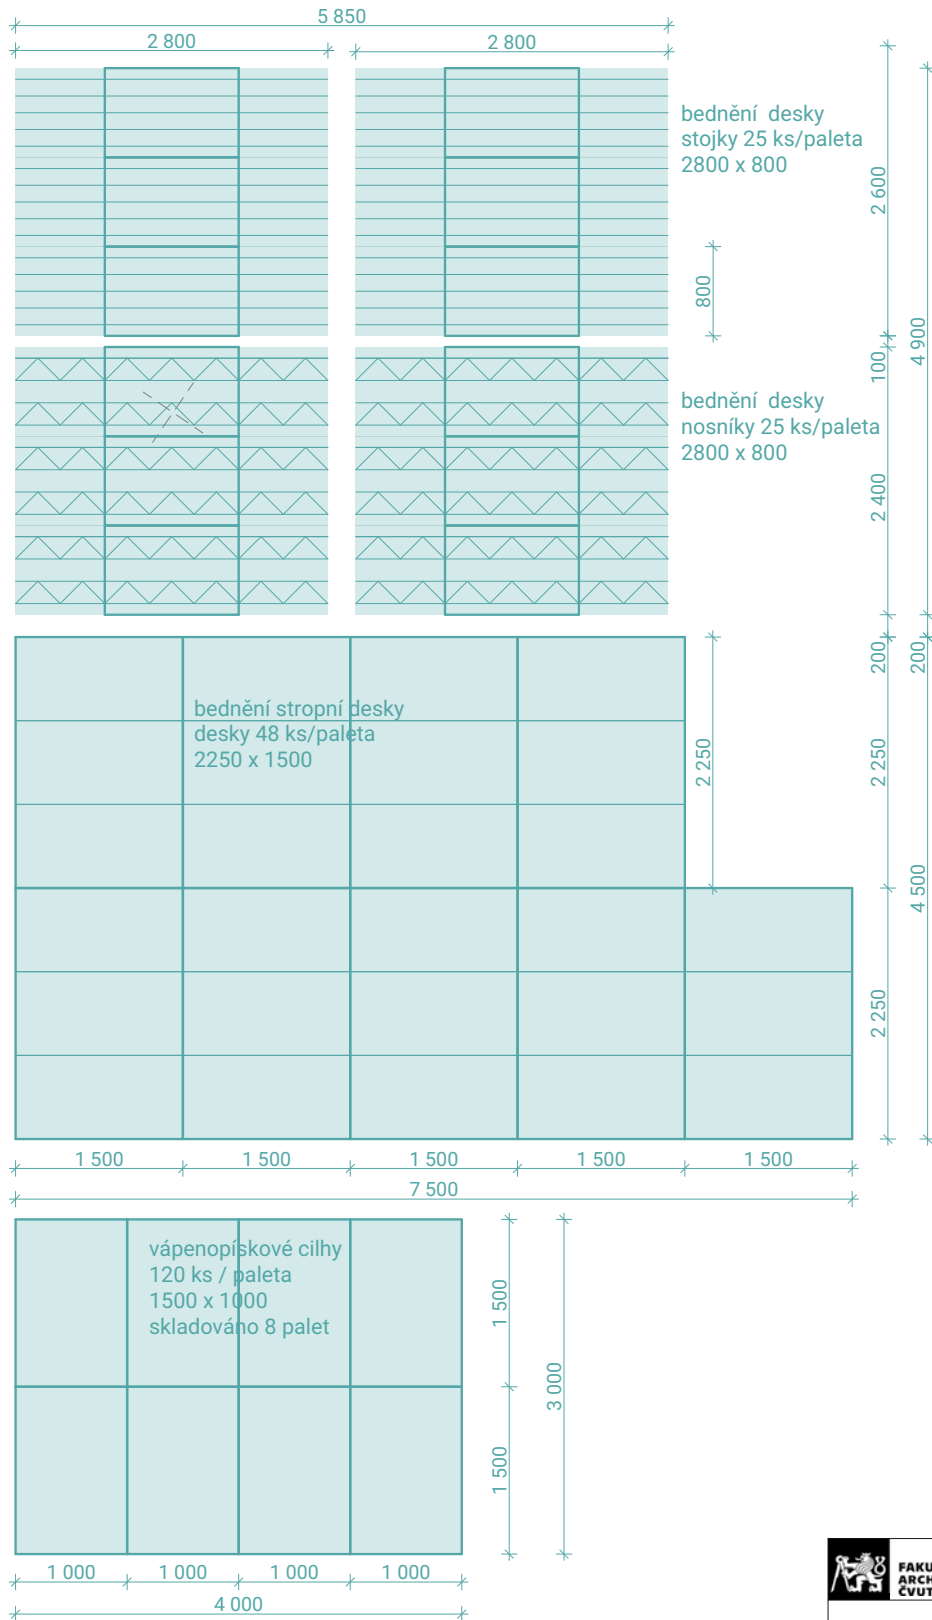 5 850
2 800
2 800
bednění desky
stojky 25 ks/paleta
2800 x 800
2 600
800
4 900
100
bednění desky
nosníky 25 ks/paleta
2800 x 800
2 400
200
200
bednění stropní desky
desky 48 ks/paleta
2250 x 1500
2 250
2 250
4 500
2 250
1 500
1 500
1 500
1 500
1 500
7 500
vápenopískové cilhy
120 ks / paleta
1500 x 1000
skladováno 8 palet
1 500
3 000
1 500
1 000
1 000
1 000
1 000
4 000
FAKU
ARCH
ČVUT